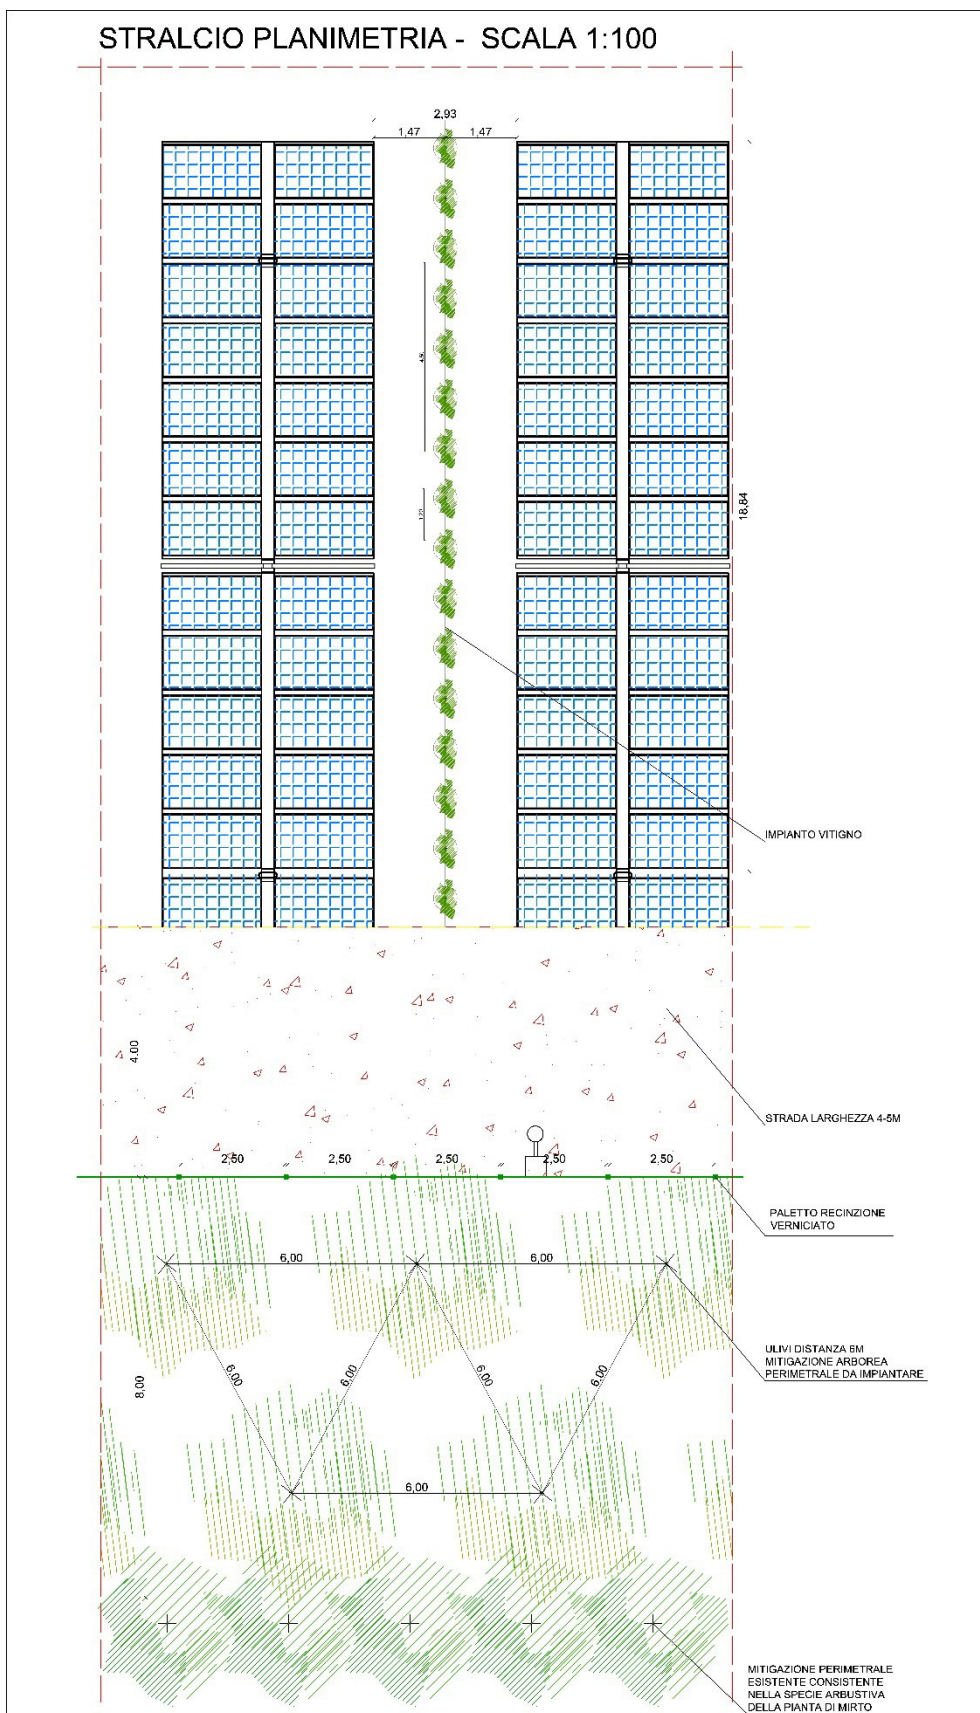 STRALCIO PLANIMETRIA - SCALA 1:100
2,93
1,47 1,47
18,84
IMPIANTO VITIGNO
4.00
STRADA LARGHEZZA 4-5M
2,50 2,50 2,50 2,50 2,50
PALETTO RECINZIONE
VERNICIATO
6,00 6,00
ULIVI DISTANZA 6M
MITIGAZIONE ARBOREA
PERIMETRALE DA IMPIANTARE
8,00
6,00 6,00 6,00 6,00
6,00
MITIGAZIONE PERIMETRALE
ESISTENTE CONSISTENTE
NELLA SPECIE ARBUSTIVA
DELLA PIANTA DI MIRTO